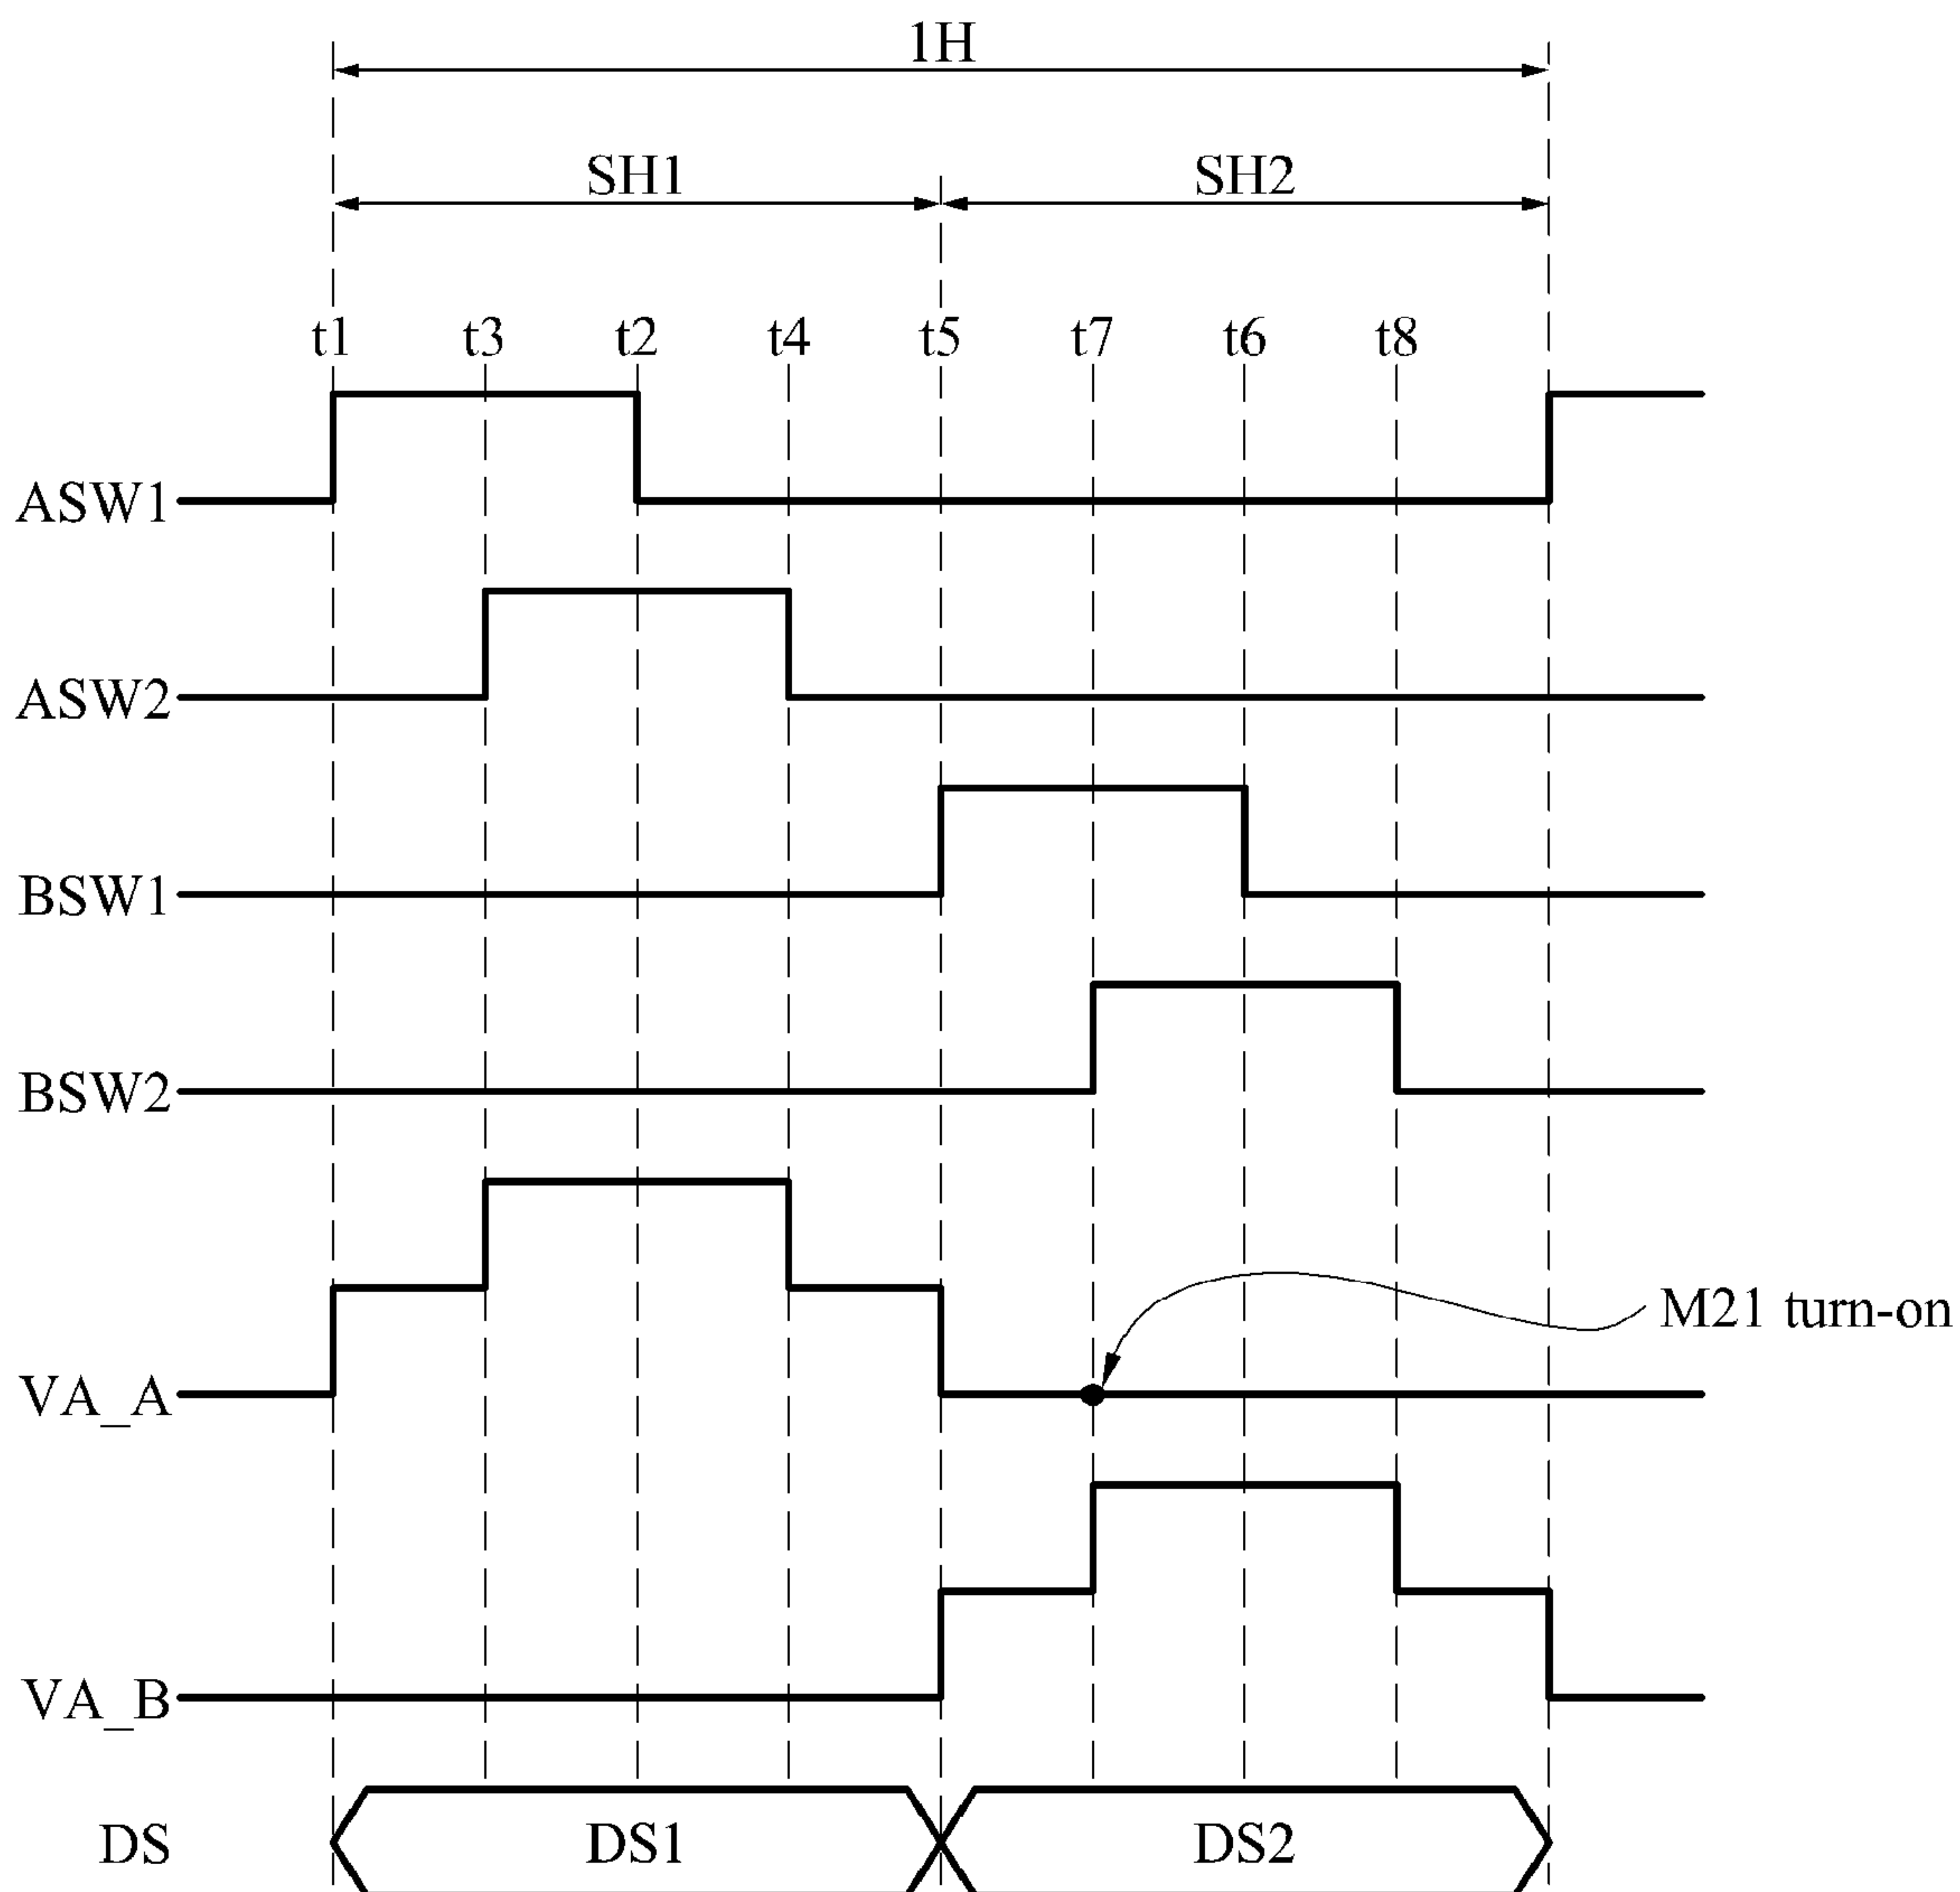 1H
SH1 SH2
t1 t3 t2 t4 t5 t7 t6 t8
ASW1
ASW2
BSW1
BSW2
M21 turn-on
VA_A
VA_B
DS DS1 DS2